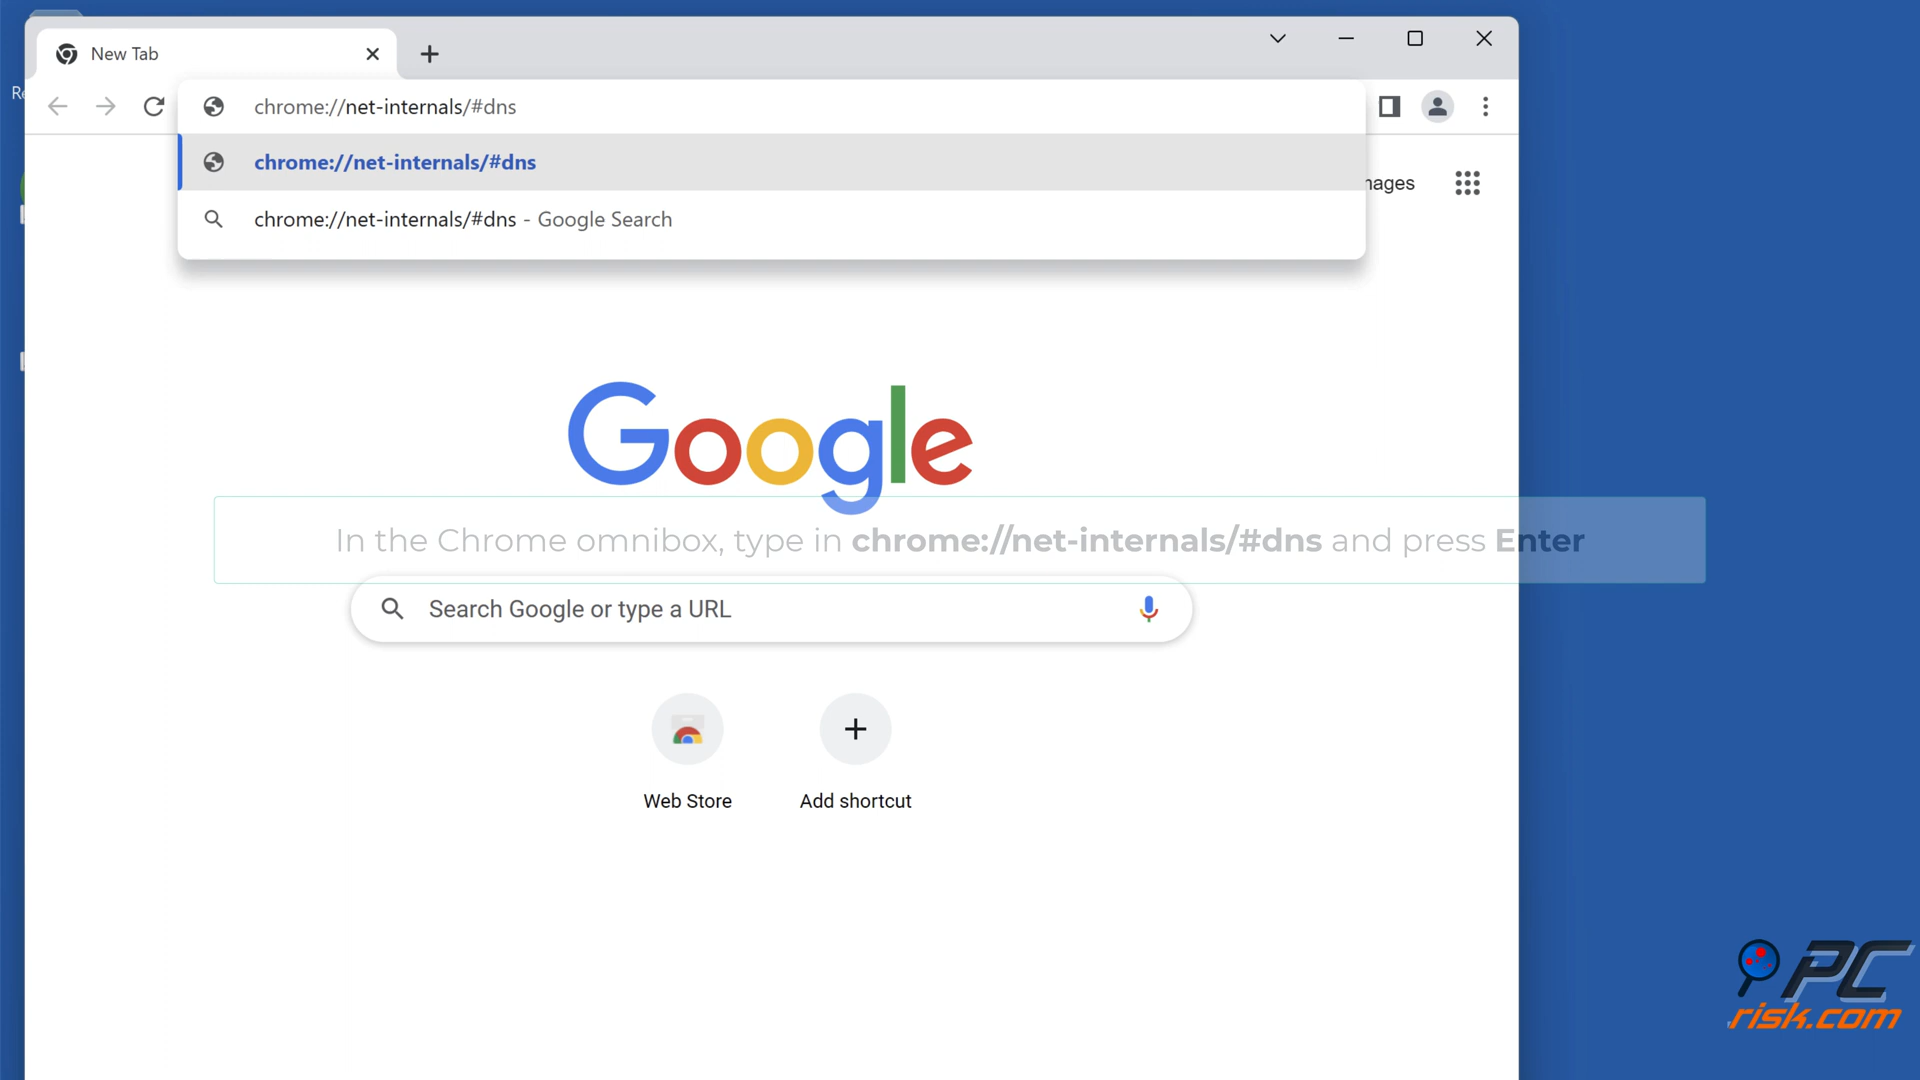 New Tab
Re
chrome://net-internals/#dns
chrome://net-internals/#dns
mages
chrome://net-internals/#dns - Google Search
Google
In the Chrome omnibox, type in chrome://net-internals/#dns and press Enter
Search Google or type a URL
Web Store
Add shortcut
PC
risk.com